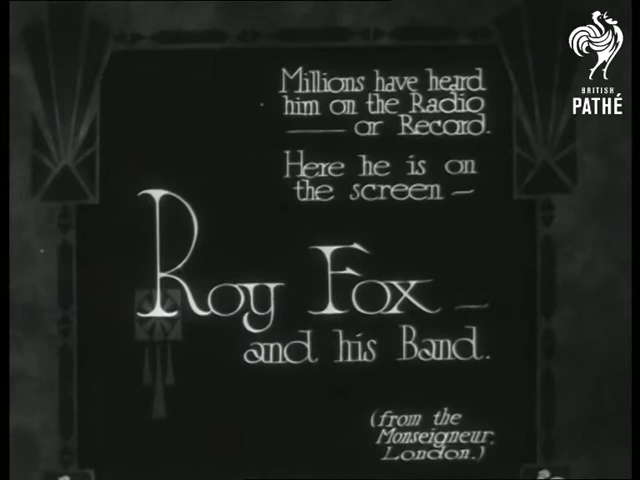 Millions have heard
him on the Radio
— or Record.
Here he is on
the screen —
Roy Fox —
and his Band.
(from the
Monseigneur,
London.)
BRITISH
PATHÉ